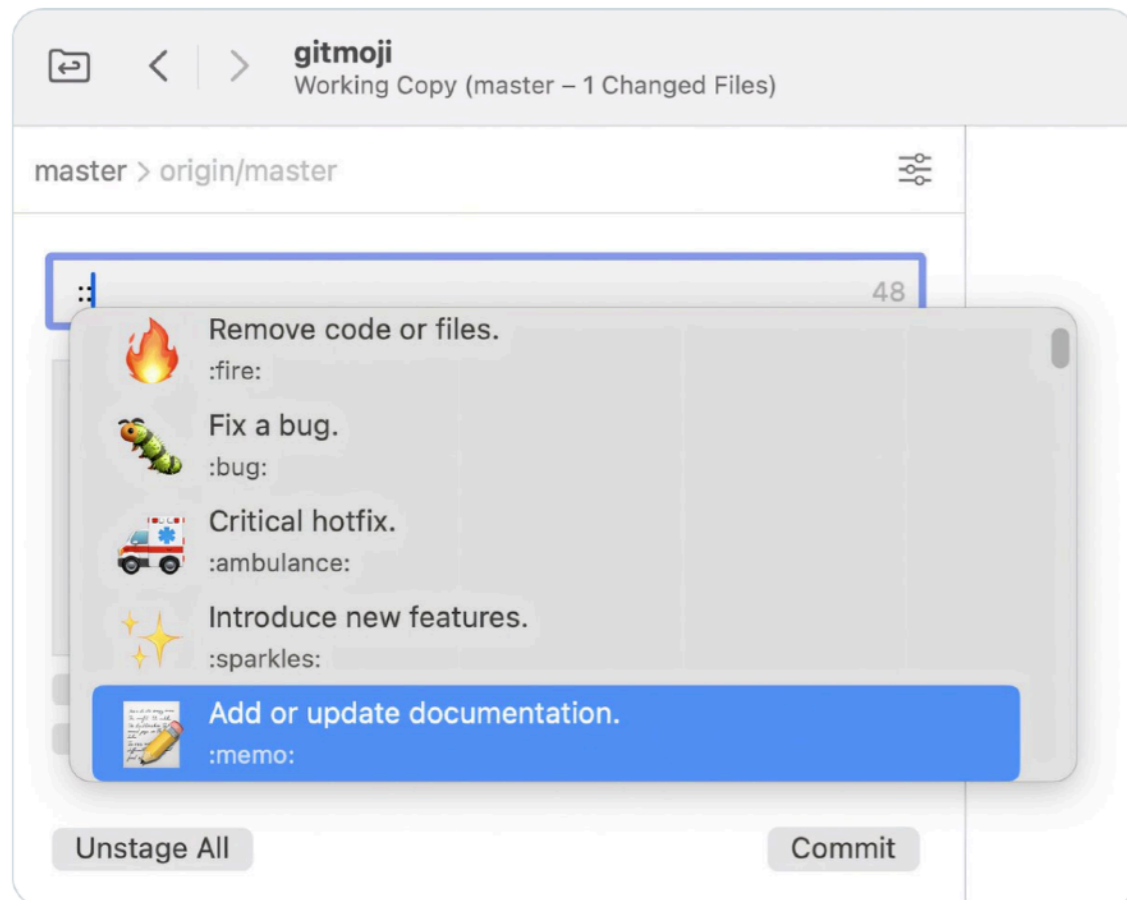 gitmoji
Working Copy (master – 1 Changed Files)
master > origin/master
::
48
Remove code or files.
:fire:
Fix a bug.
:bug:
Critical hotfix.
:ambulance:
Introduce new features.
:sparkles:
Add or update documentation.
:memo:
Unstage All
Commit